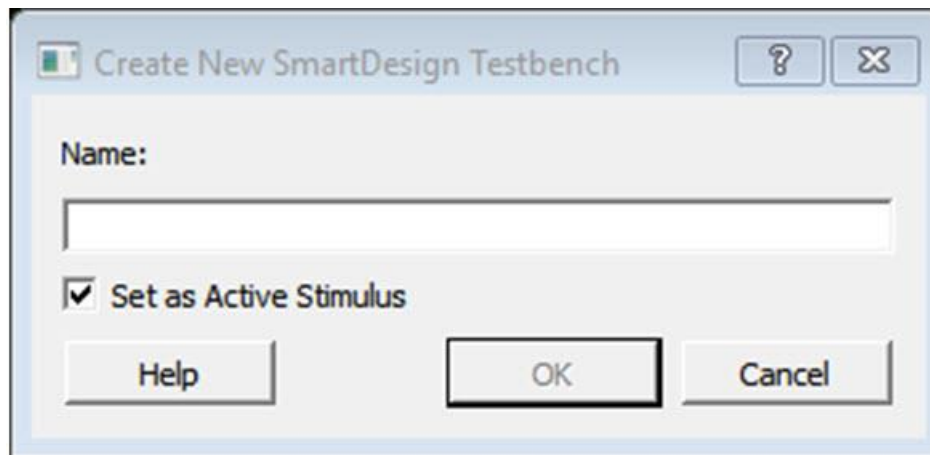 Create New SmartDesign Testbench
Name:
Set as Active Stimulus
Help OK Cancel